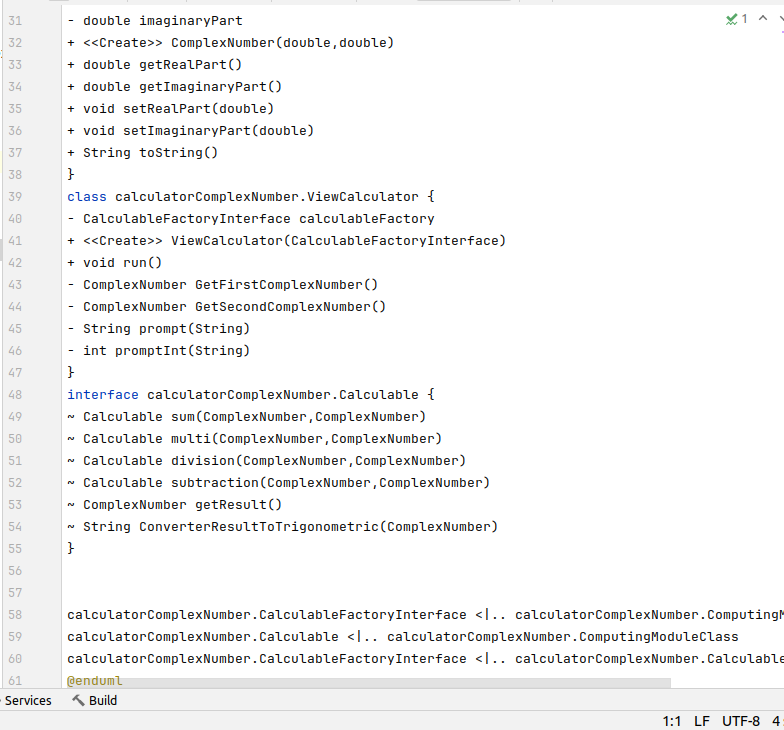 1
31 - double imaginaryPart
32 + <<Create>> ComplexNumber(double,double)
33 + double getRealPart()
34 + double getImaginaryPart()
35 + void setRealPart(double)
36 + void setImaginaryPart(double)
37 + String toString()
38 }
39 class calculatorComplexNumber.ViewCalculator {
40 - CalculableFactoryInterface calculableFactory
41 + <<Create>> ViewCalculator(CalculableFactoryInterface)
42 + void run()
43 - ComplexNumber GetFirstComplexNumber()
44 - ComplexNumber GetSecondComplexNumber()
45 - String prompt(String)
46 - int promptInt(String)
47 }
48 interface calculatorComplexNumber.Calculable {
49 ~ Calculable sum(ComplexNumber,ComplexNumber)
50 ~ Calculable multi(ComplexNumber,ComplexNumber)
51 ~ Calculable division(ComplexNumber,ComplexNumber)
52 ~ Calculable subtraction(ComplexNumber,ComplexNumber)
53 ~ ComplexNumber getResult()
54 ~ String ConverterResultToTrigonometric(ComplexNumber)
55 }
56
57
58 calculatorComplexNumber.CalculableFactoryInterface <|.. calculatorComplexNumber.Computing
59 calculatorComplexNumber.Calculable <|.. calculatorComplexNumber.ComputingModuleClass
60 calculatorComplexNumber.CalculableFactoryInterface <|.. calculatorComplexNumber.Calculable
61 @enduml
Services Build
1:1 LF UTF-8 4